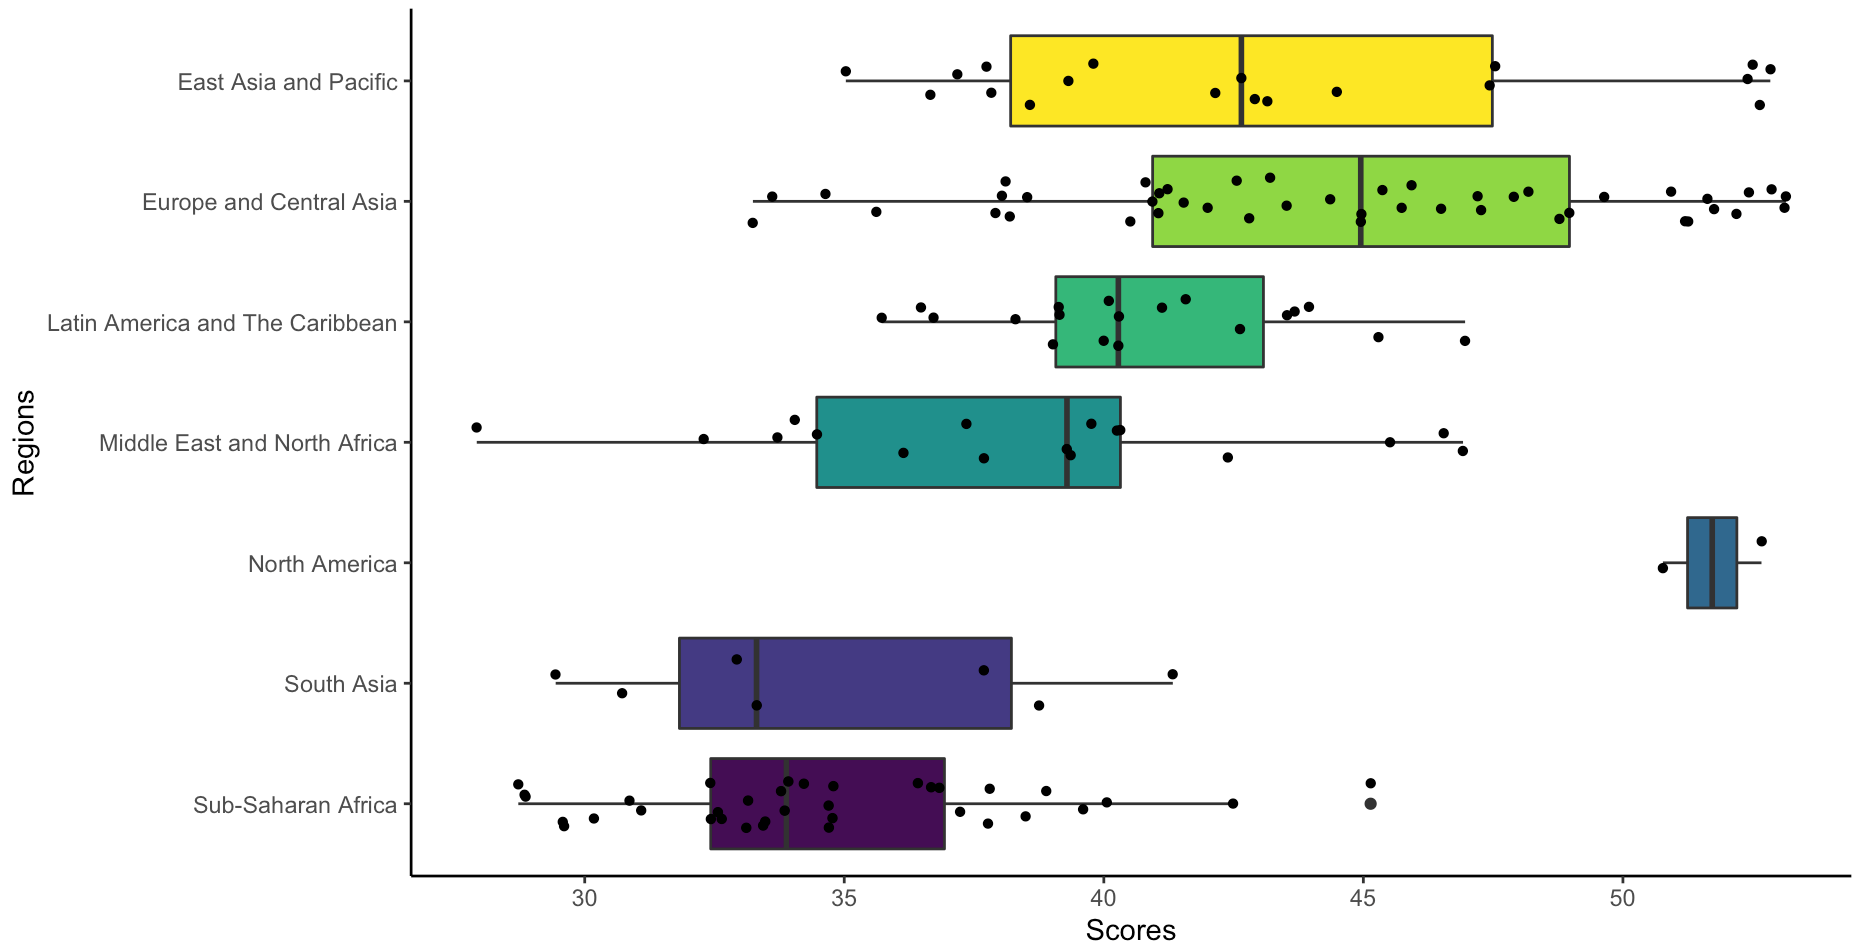 Regions
East Asia and Pacific
Europe and Central Asia
Latin America and The Caribbean
Middle East and North Africa
North America
South Asia
Sub-Saharan Africa
30 35 40 45 50
Scores